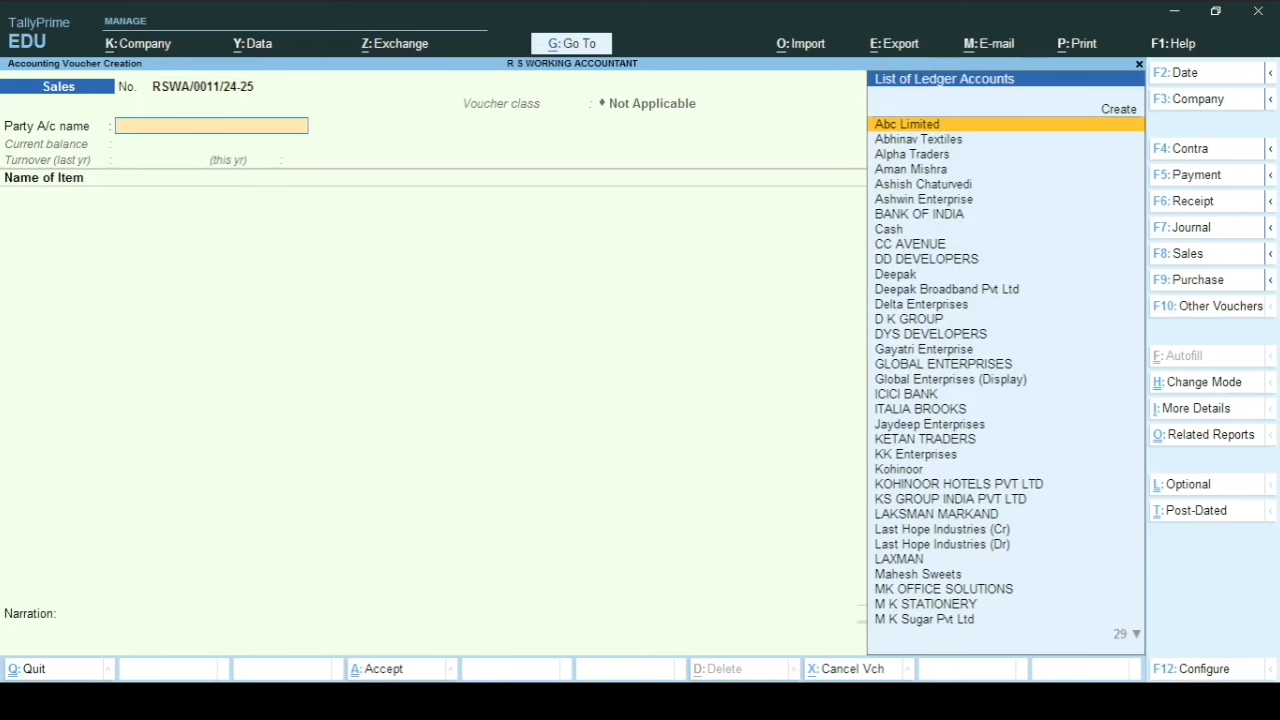 TallyPrime
EDU
MANAGE
K: Company
Y: Data
Z: Exchange
G: Go To
O: Import
E: Export
M: E-mail
P: Print
F1: Help
Accounting Voucher Creation
R S WORKING ACCOUNTANT
Sales No. RSWA/0011/24-25
Voucher class : ♦ Not Applicable
Party A/c name :
Current balance :
Turnover (last yr) : (this yr) :
Name of Item
Narration:
List of Ledger Accounts
Create
Abc Limited
Abhinav Textiles
Alpha Traders
Aman Mishra
Ashish Chaturvedi
Ashwin Enterprise
BANK OF INDIA
Cash
CC AVENUE
DD DEVELOPERS
Deepak
Deepak Broadband Pvt Ltd
Delta Enterprises
D K GROUP
DYS DEVELOPERS
Gayatri Enterprise
GLOBAL ENTERPRISES
Global Enterprises (Display)
ICICI BANK
ITALIA BROOKS
Jaydeep Enterprises
KETAN TRADERS
KK Enterprises
Kohinoor
KOHINOOR HOTELS PVT LTD
KS GROUP INDIA PVT LTD
LAKSMAN MARKAND
Last Hope Industries (Cr)
Last Hope Industries (Dr)
LAXMAN
Mahesh Sweets
MK OFFICE SOLUTIONS
M K STATIONERY
M K Sugar Pvt Ltd
29 ▼
F2: Date
F3: Company
F4: Contra
F5: Payment
F6: Receipt
F7: Journal
F8: Sales
F9: Purchase
F10: Other Vouchers
F: Autofill
H: Change Mode
I: More Details
O: Related Reports
L: Optional
T: Post-Dated
Q: Quit
A: Accept
D: Delete
X: Cancel Vch
F12: Configure